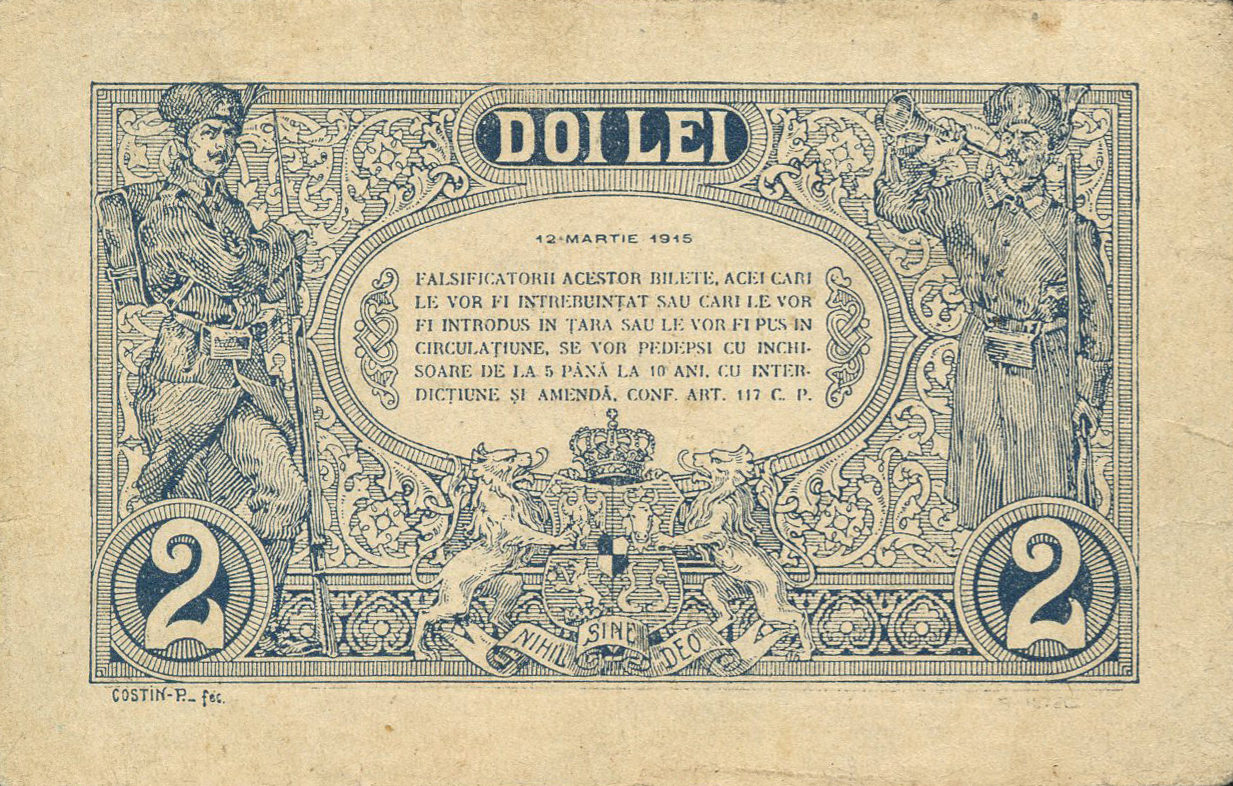 DOI LEI
12 MARTIE 1915
FALSIFICATORII ACESTOR BILETE, ACEI CARI
LE VOR FI INTREBUINȚAT SAU CARI LE VOR
FI INTRODUS IN ȚARA SAU LE VOR FI PUS IN
CIRCULAȚIUNE, SE VOR PEDEPSI CU INCHI-
SOARE DE LA 5 PĂNĂ LA 10 ANI, CU INTER-
DICȚIUNE ȘI AMENDĂ, CONF. ART. 117 C. P.
2
2
NIHIL SINE DEO
COSTIN-P._ fec.